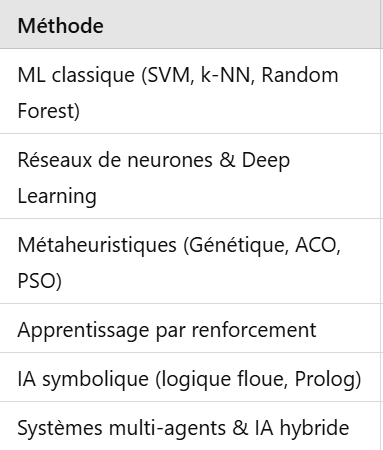 Méthode
ML classique (SVM, k-NN, Random
Forest)
Réseaux de neurones & Deep
Learning
Métaheuristiques (Génétique, ACO,
PSO)
Apprentissage par renforcement
IA symbolique (logique floue, Prolog)
Systèmes multi-agents & IA hybride